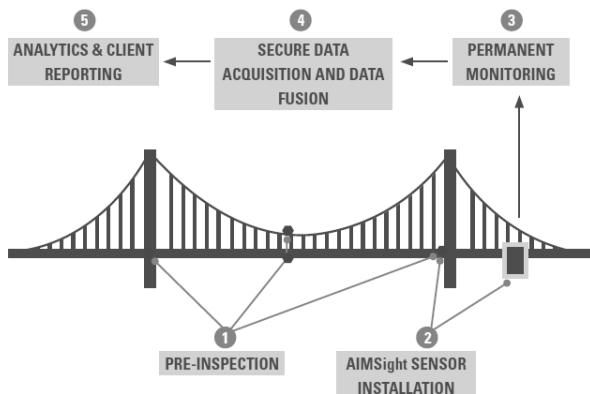 5
ANALYTICS & CLIENT
REPORTING
4
SECURE DATA
ACQUISITION AND DATA
FUSION
3
PERMANENT
MONITORING
1
PRE-INSPECTION
2
AIMSight SENSOR
INSTALLATION